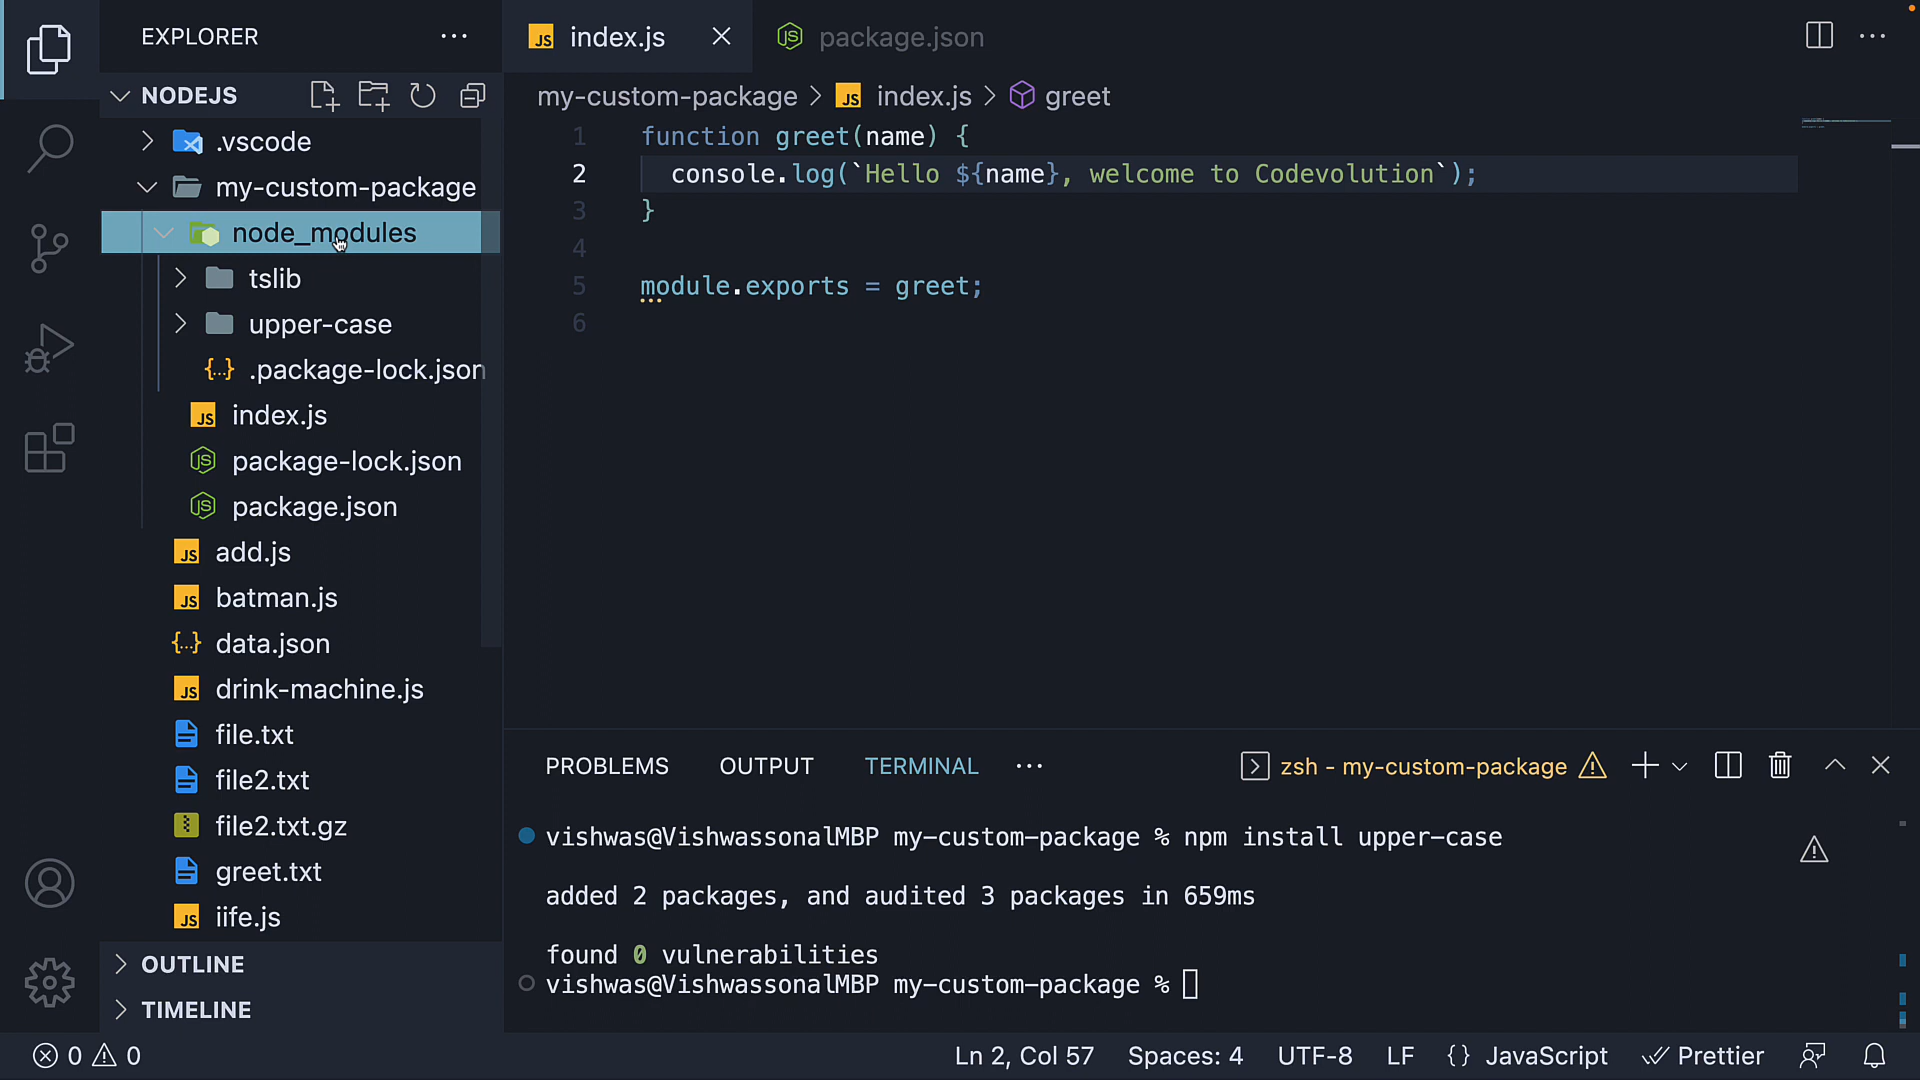 EXPLORER
NODEJS
.vscode
my-custom-package
node_modules
tslib
upper-case
.package-lock.json
index.js
package-lock.json
package.json
add.js
batman.js
data.json
drink-machine.js
file.txt
file2.txt
file2.txt.gz
greet.txt
iife.js
OUTLINE
TIMELINE
index.js
package.json
my-custom-package > index.js > greet
1 function greet(name) {
2 console.log(`Hello ${name}, welcome to Codevolution`);
3 }
4
5 module.exports = greet;
6
PROBLEMS OUTPUT TERMINAL
zsh - my-custom-package
vishwas@VishwassonalMBP my-custom-package % npm install upper-case
added 2 packages, and audited 3 packages in 659ms
found 0 vulnerabilities
vishwas@VishwassonalMBP my-custom-package %
0 0
Ln 2, Col 57 Spaces: 4 UTF-8 LF {} JavaScript Prettier